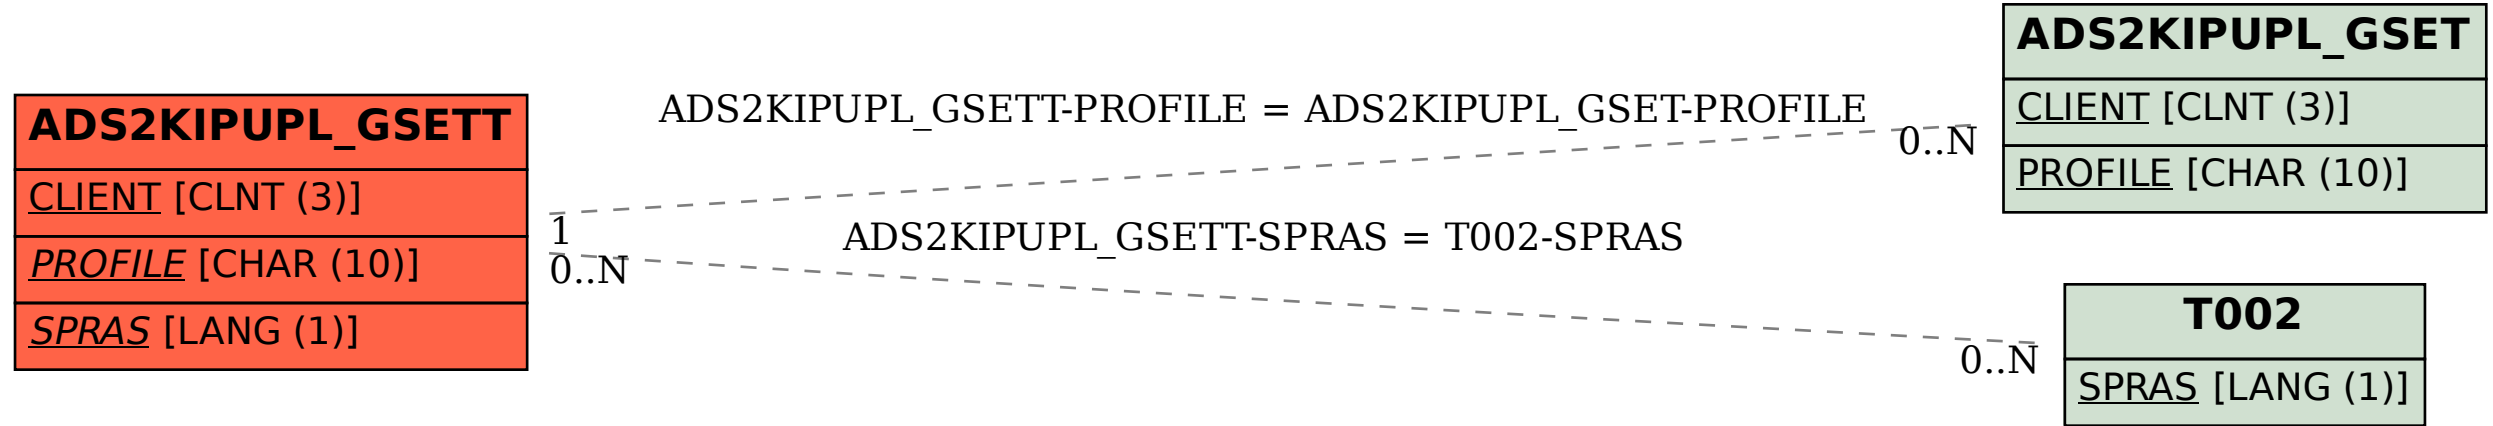 ADS2KIPUPL_GSETT
CLIENT [CLNT (3)]
PROFILE [CHAR (10)]
SPRAS [LANG (1)]
ADS2KIPUPL_GSETT-PROFILE = ADS2KIPUPL_GSET-PROFILE
0..N
1
ADS2KIPUPL_GSETT-SPRAS = T002-SPRAS
0..N
0..N
ADS2KIPUPL_GSET
CLIENT [CLNT (3)]
PROFILE [CHAR (10)]
T002
SPRAS [LANG (1)]